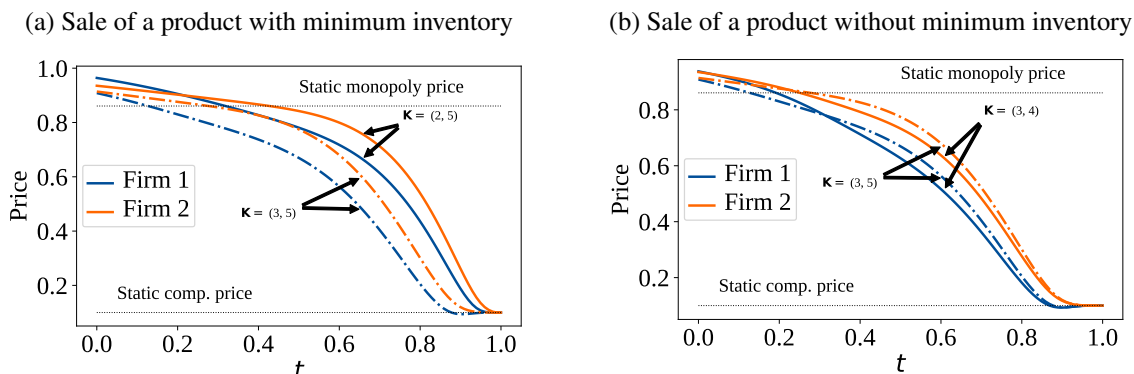 (a) Sale of a product with minimum inventory
1.0
0.8
0.6
0.4
0.2
Price
Static monopoly price
K = (2, 5)
Firm 1
Firm 2
K = (3, 5)
Static comp. price
0.0 0.2 0.4 0.6 0.8 1.0
t
(b) Sale of a product without minimum inventory
0.8
0.6
0.4
0.2
Price
Static monopoly price
K = (3, 4)
K = (3, 5)
Firm 1
Firm 2
Static comp. price
0.0 0.2 0.4 0.6 0.8 1.0
t